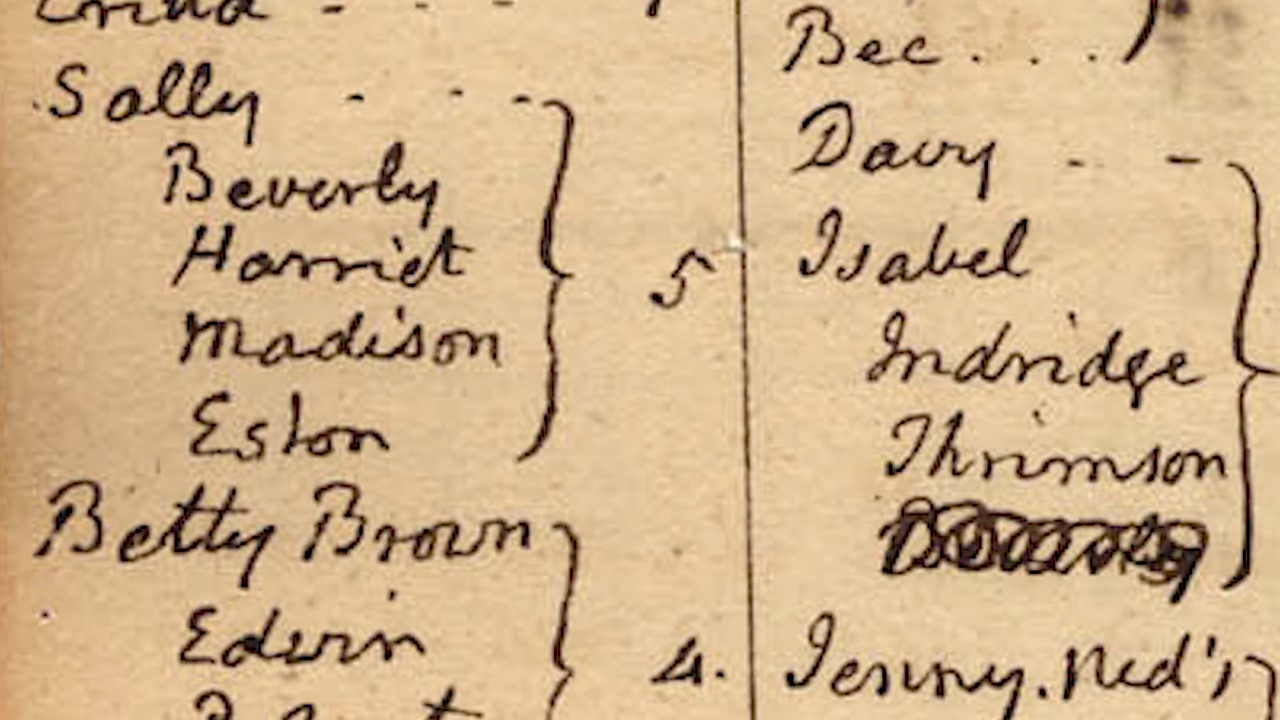 Sally - - -
Beverly
Harriet
Madison
Eston
5
Betty Brown
Edwin
4.
Bec . . .
Davy - -
Isabel
Indridge
Thrimson
Jenny. Ned's